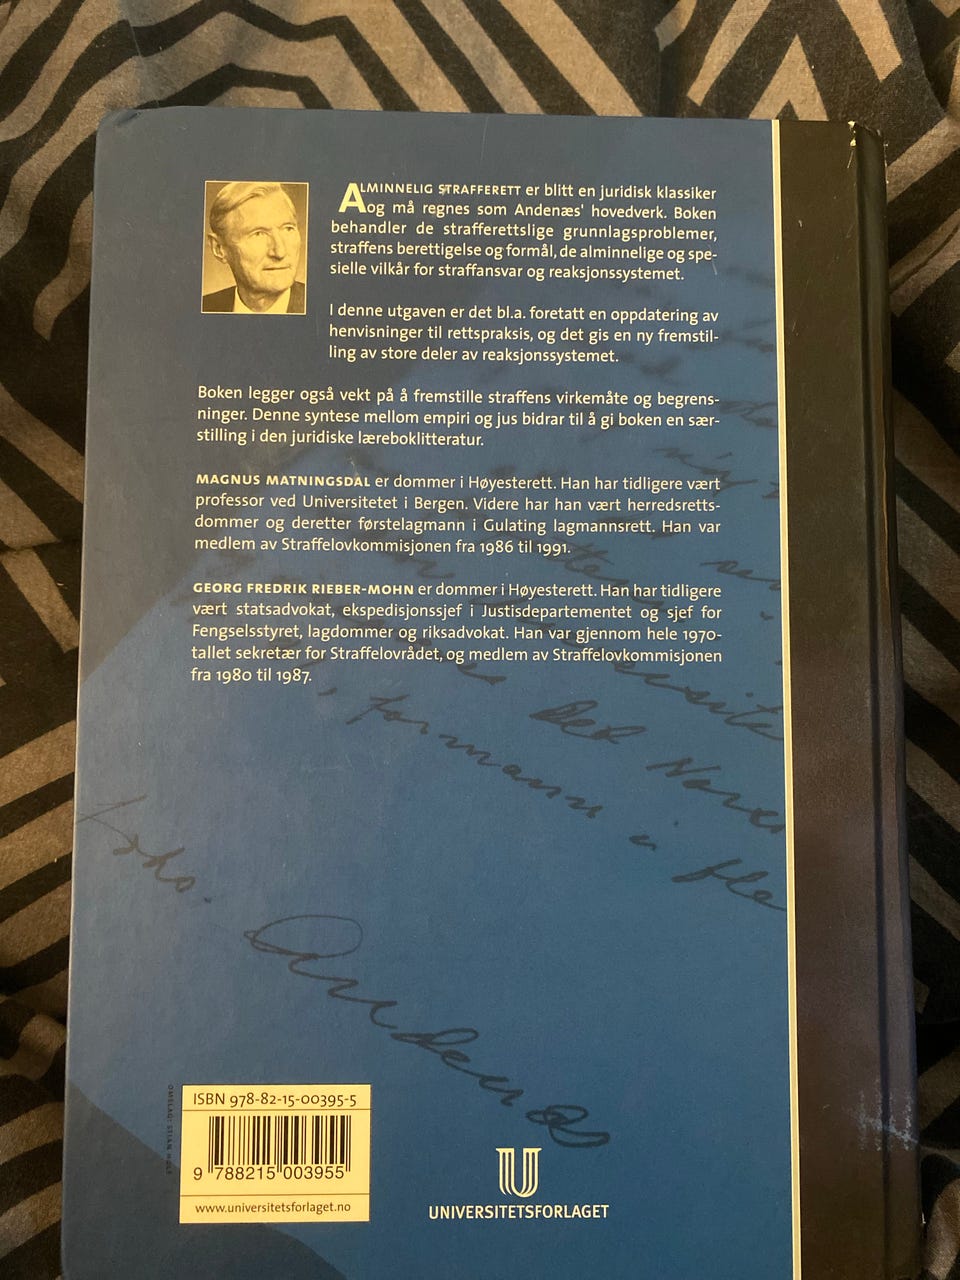 ALMINNELIG STRAFFERETT er blitt en juridisk klassiker
og må regnes som Andenæs' hovedverk. Boken
behandler de strafferettslige grunnlagsproblemer,
straffens berettigelse og formål, de alminnelige og spe-
sielle vilkår for straffansvar og reaksjonssystemet.
I denne utgaven er det bl.a. foretatt en oppdatering av
henvisninger til rettspraksis, og det gis en ny fremstil-
ling av store deler av reaksjonssystemet.
Boken legger også vekt på å fremstille straffens virkemåte og begrens-
ninger. Denne syntese mellom empiri og jus bidrar til å gi boken en sær-
stilling i den juridiske læreboklitteratur.
MAGNUS MATNINGSDAL er dommer i Høyesterett. Han har tidligere vært
professor ved Universitetet i Bergen. Videre har han vært herredsretts-
dommer og deretter førstelagmann i Gulating lagmannsrett. Han var
medlem av Straffelovkommisjonen fra 1986 til 1991.
GEORG FREDRIK RIEBER-MOHN er dommer i Høyesterett. Han har tidligere
vært statsadvokat, ekspedisjonssjef i Justisdepartementet og sjef for
Fengselsstyret, lagdommer og riksadvokat. Han var gjennom hele 1970-
tallet sekretær for Straffelovrådet, og medlem av Straffelovkommisjonen
fra 1980 til 1987.
Det Norske
, formann i fle
Johs. Andenæs
OMSLAG: STIAN HOLE
ISBN 978-82-15-00395-5
9 788215 003955
www.universitetsforlaget.no
UNIVERSITETSFORLAGET